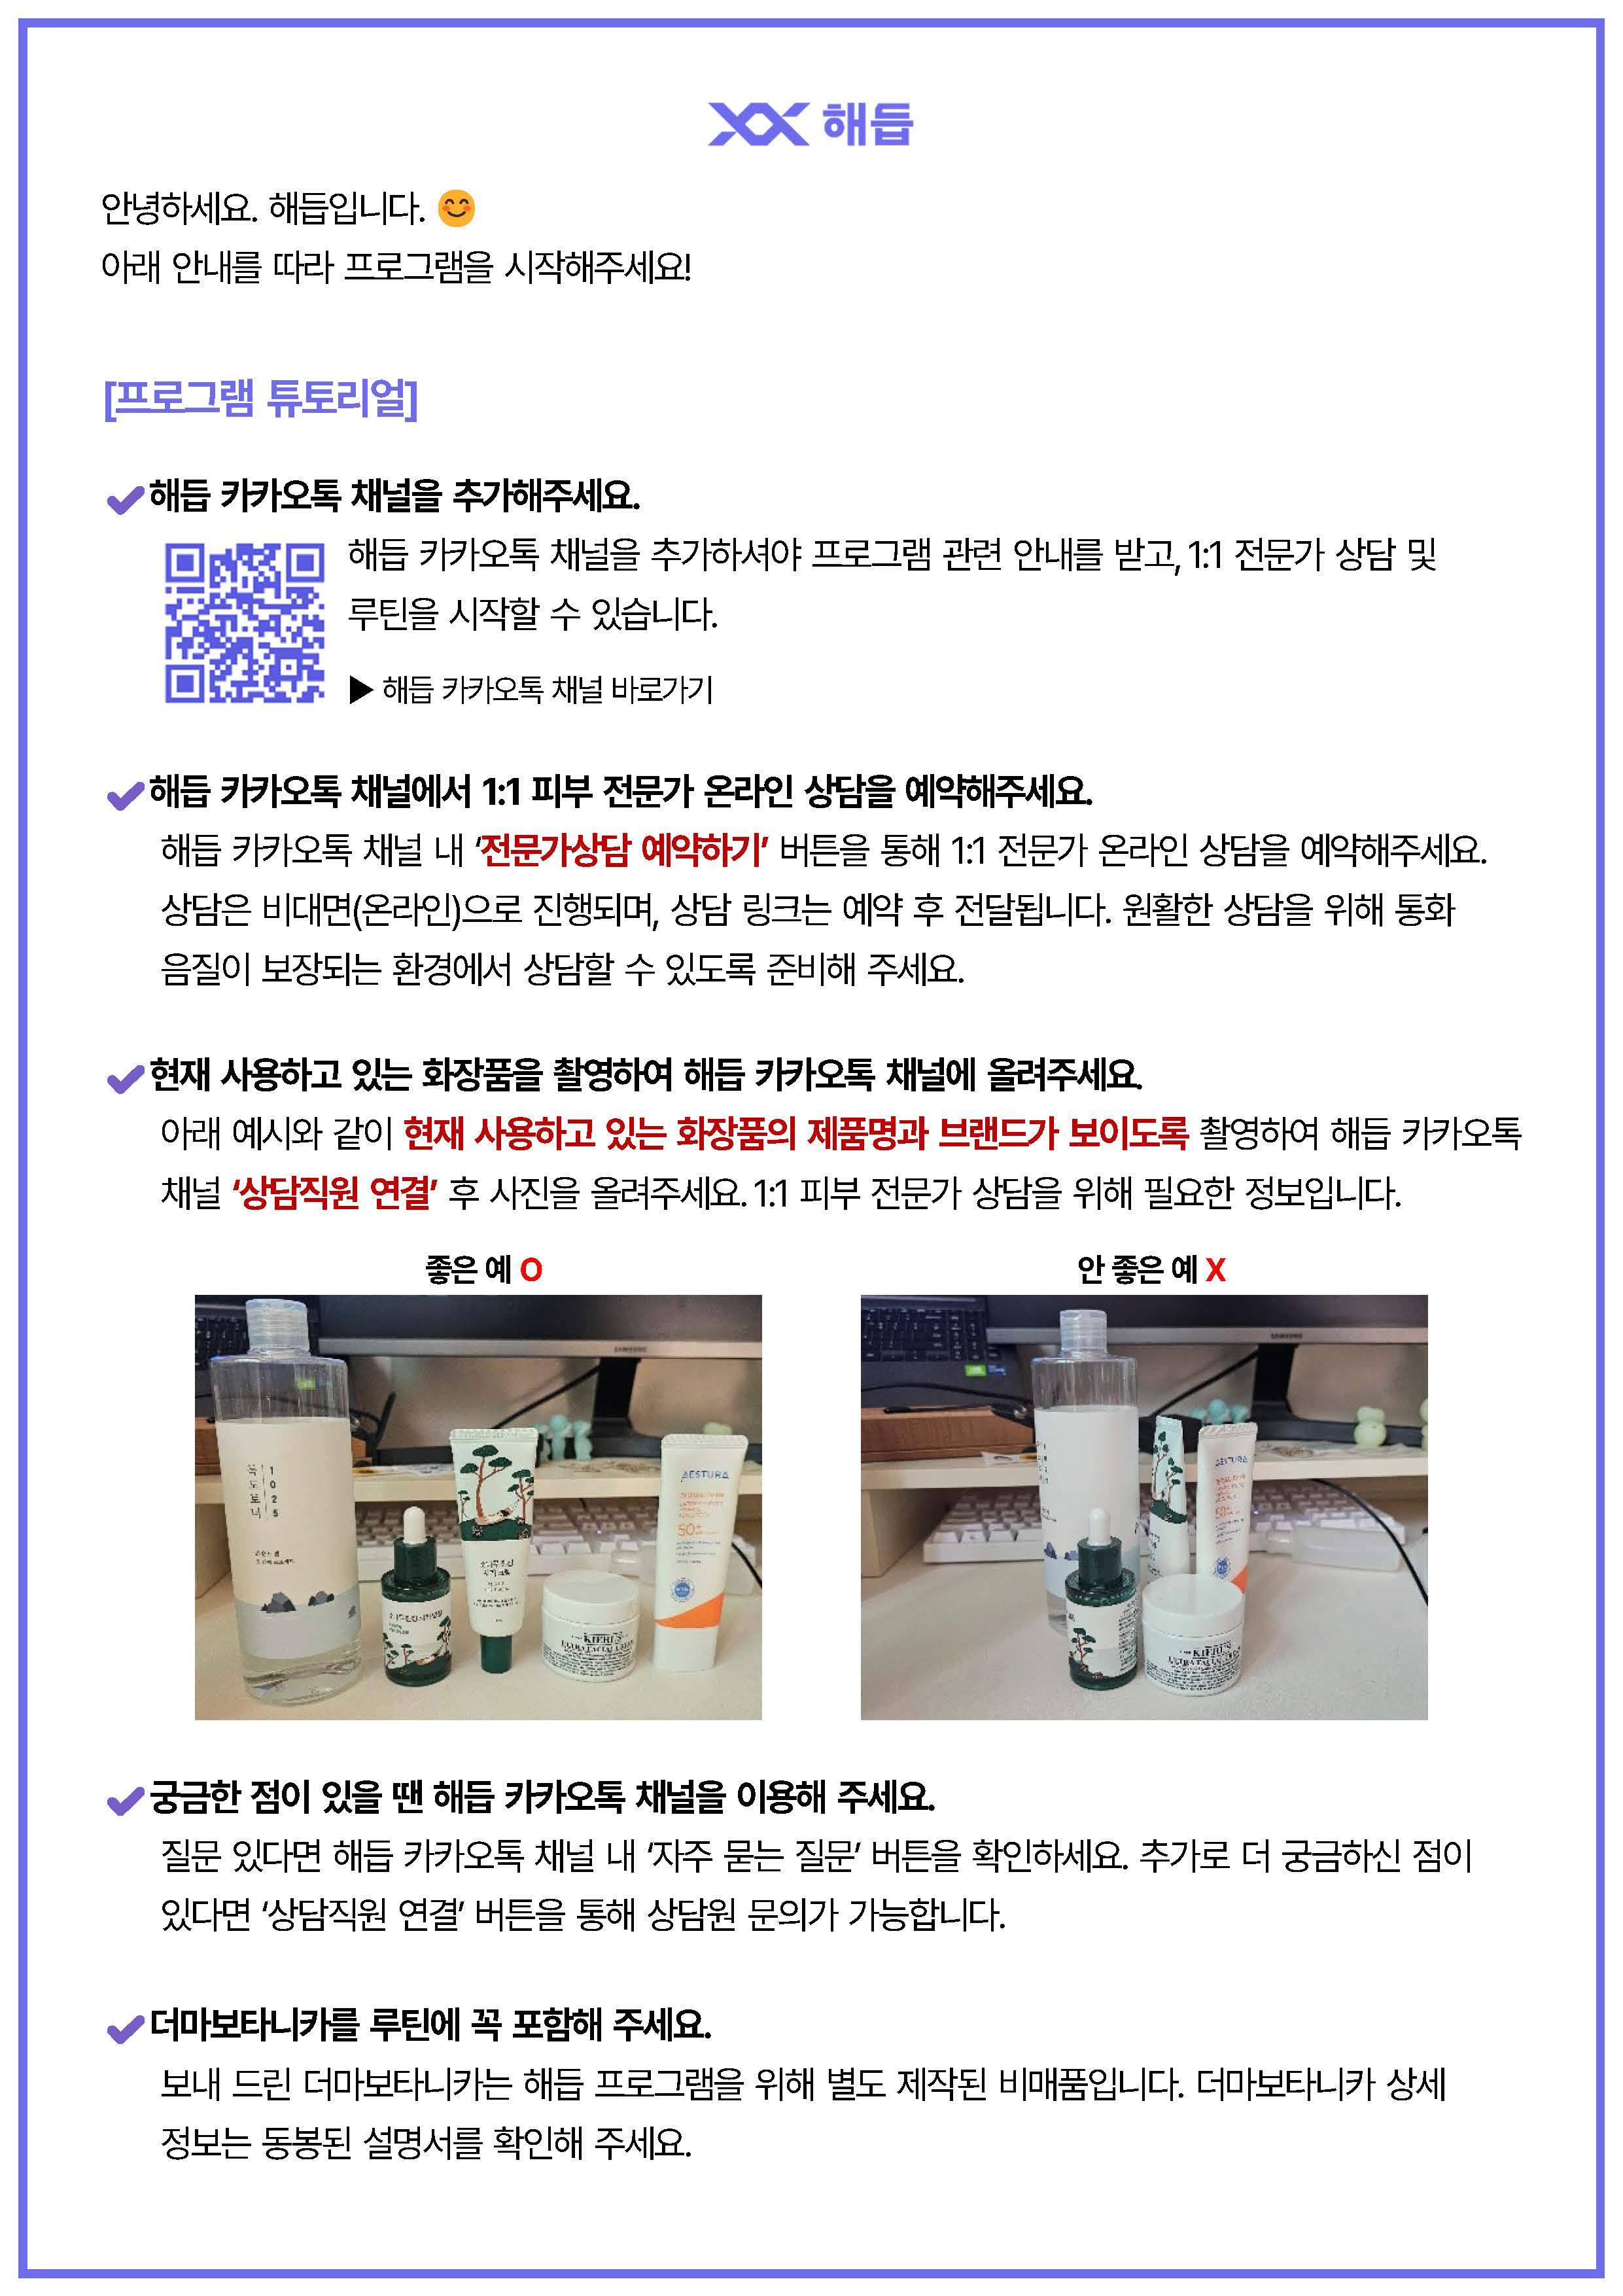 해듭
안녕하세요. 해듭입니다. 😊
아래 안내를 따라 프로그램을 시작해주세요!
[프로그램 튜토리얼]
해듭 카카오톡 채널을 추가해주세요.
해듭 카카오톡 채널을 추가하셔야 프로그램 관련 안내를 받고, 1:1 전문가 상담 및
루틴을 시작할 수 있습니다.
▶ 해듭 카카오톡 채널 바로가기
해듭 카카오톡 채널에서 1:1 피부 전문가 온라인 상담을 예약해주세요.
해듭 카카오톡 채널 내 ‘전문가상담 예약하기’ 버튼을 통해 1:1 전문가 온라인 상담을 예약해주세요.
상담은 비대면(온라인)으로 진행되며, 상담 링크는 예약 후 전달됩니다. 원활한 상담을 위해 통화
음질이 보장되는 환경에서 상담할 수 있도록 준비해 주세요.
현재 사용하고 있는 화장품을 촬영하여 해듭 카카오톡 채널에 올려주세요.
아래 예시와 같이 현재 사용하고 있는 화장품의 제품명과 브랜드가 보이도록 촬영하여 해듭 카카오톡
채널 ‘상담직원 연결’ 후 사진을 올려주세요. 1:1 피부 전문가 상담을 위해 필요한 정보입니다.
좋은 예 O
안 좋은 예 X
SAMSUNG
독도토너
1025
AESTURA
50+
KIEHL'S
ULTRA FACIAL CREAM
SAMSUNG
AESTURA
50+
KIEHL'S
ULTRA FACIAL CREAM
궁금한 점이 있을 땐 해듭 카카오톡 채널을 이용해 주세요.
질문 있다면 해듭 카카오톡 채널 내 ‘자주 묻는 질문’ 버튼을 확인하세요. 추가로 더 궁금하신 점이
있다면 ‘상담직원 연결’ 버튼을 통해 상담원 문의가 가능합니다.
더마보타니카를 루틴에 꼭 포함해 주세요.
보내 드린 더마보타니카는 해듭 프로그램을 위해 별도 제작된 비매품입니다. 더마보타니카 상세
정보는 동봉된 설명서를 확인해 주세요.